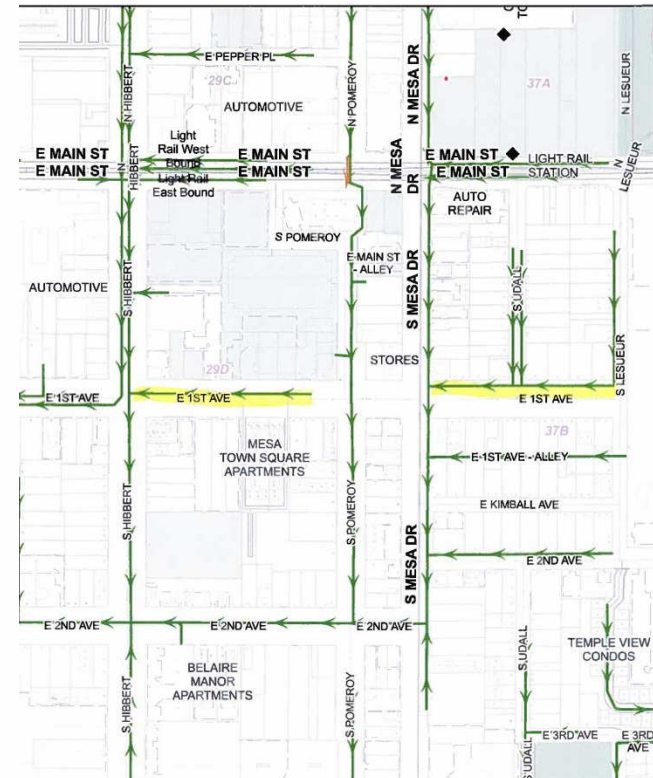 E PEPPER PL
29C
AUTOMOTIVE
N HIBBERT
N POMEROY
N MESA DR
37A
N LESUEUR
Light
Rail West
Bound
E MAIN ST
E MAIN ST
E MAIN ST
E MAIN ST
N
HIBBERT
Light Rail
East Bound
N MESA
DR
E MAIN ST
E MAIN ST
LIGHT RAIL
STATION
N
LESUEUR
AUTO
REPAIR
S POMEROY
E MAIN ST
- ALLEY
S MESA DR
S UDALL
AUTOMOTIVE
S HIBBERT
STORES
29D
S LESUEUR
E 1ST AVE
E 1ST AVE
E 1ST AVE
MESA
TOWN SQUARE
APARTMENTS
37B
E 1ST AVE - ALLEY
S HIBBERT
S POMEROY
S MESA DR
E KIMBALL AVE
E 2ND AVE
E 2ND AVE
E 2ND AVE
E 2ND AVE
BELAIRE
MANOR
APARTMENTS
S UDALL
TEMPLE VIEW
CONDOS
S HIBBERT
S POMEROY
E 3RD AVE
E 3RD
AVE
S UDALL